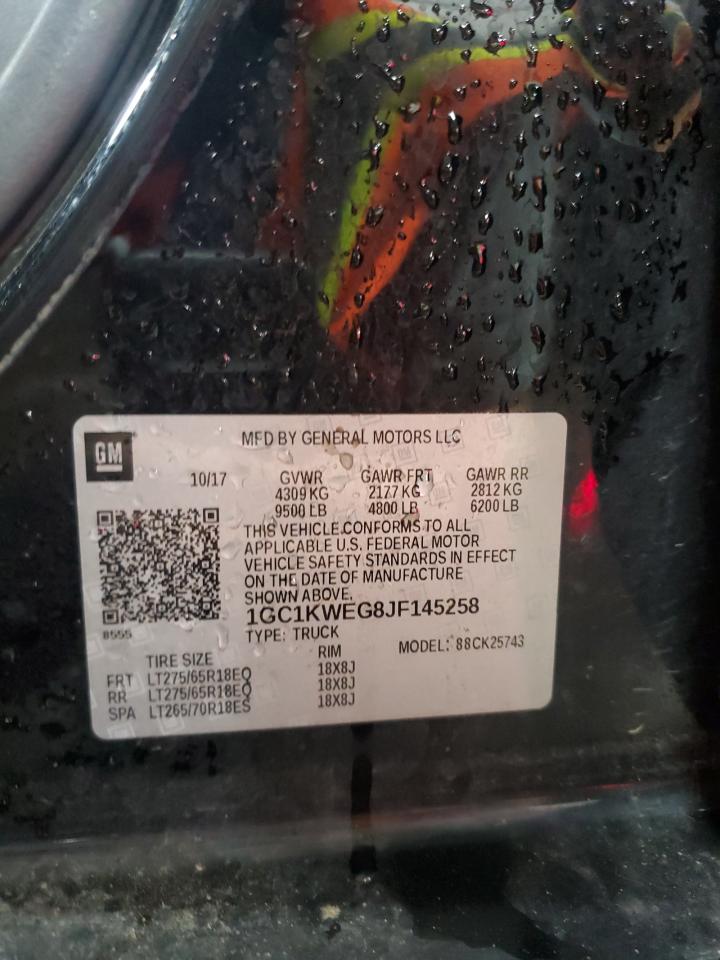 GM
MFD BY GENERAL MOTORS LLC
10/17 GVWR GAWR FRT GAWR RR
4309 KG 2177 KG 2812 KG
9500 LB 4800 LB 6200 LB
THIS VEHICLE CONFORMS TO ALL
APPLICABLE U.S. FEDERAL MOTOR
VEHICLE SAFETY STANDARDS IN EFFECT
ON THE DATE OF MANUFACTURE
SHOWN ABOVE.
1GC1KWEG8JF145258
8555
TYPE: TRUCK
MODEL: 88CK25743
TIRE SIZE RIM
FRT LT275/65R18EQ 18X8J
RR LT275/65R18EQ 18X8J
SPA LT265/70R18ES 18X8J